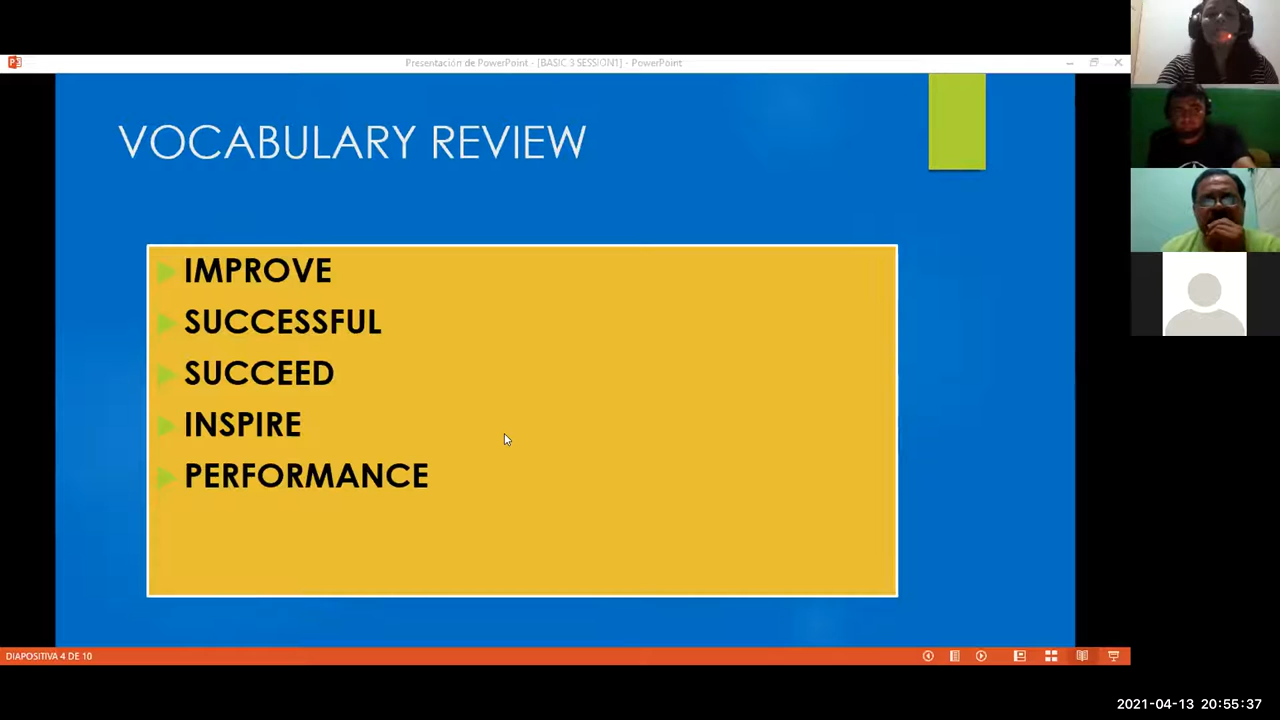 Presentación de PowerPoint - [BASIC 3 SESSION1] - PowerPoint
VOCABULARY REVIEW
IMPROVE
SUCCESSFUL
SUCCEED
INSPIRE
PERFORMANCE
DIAPOSITIVA 4 DE 10
2021-04-13 20:55:37